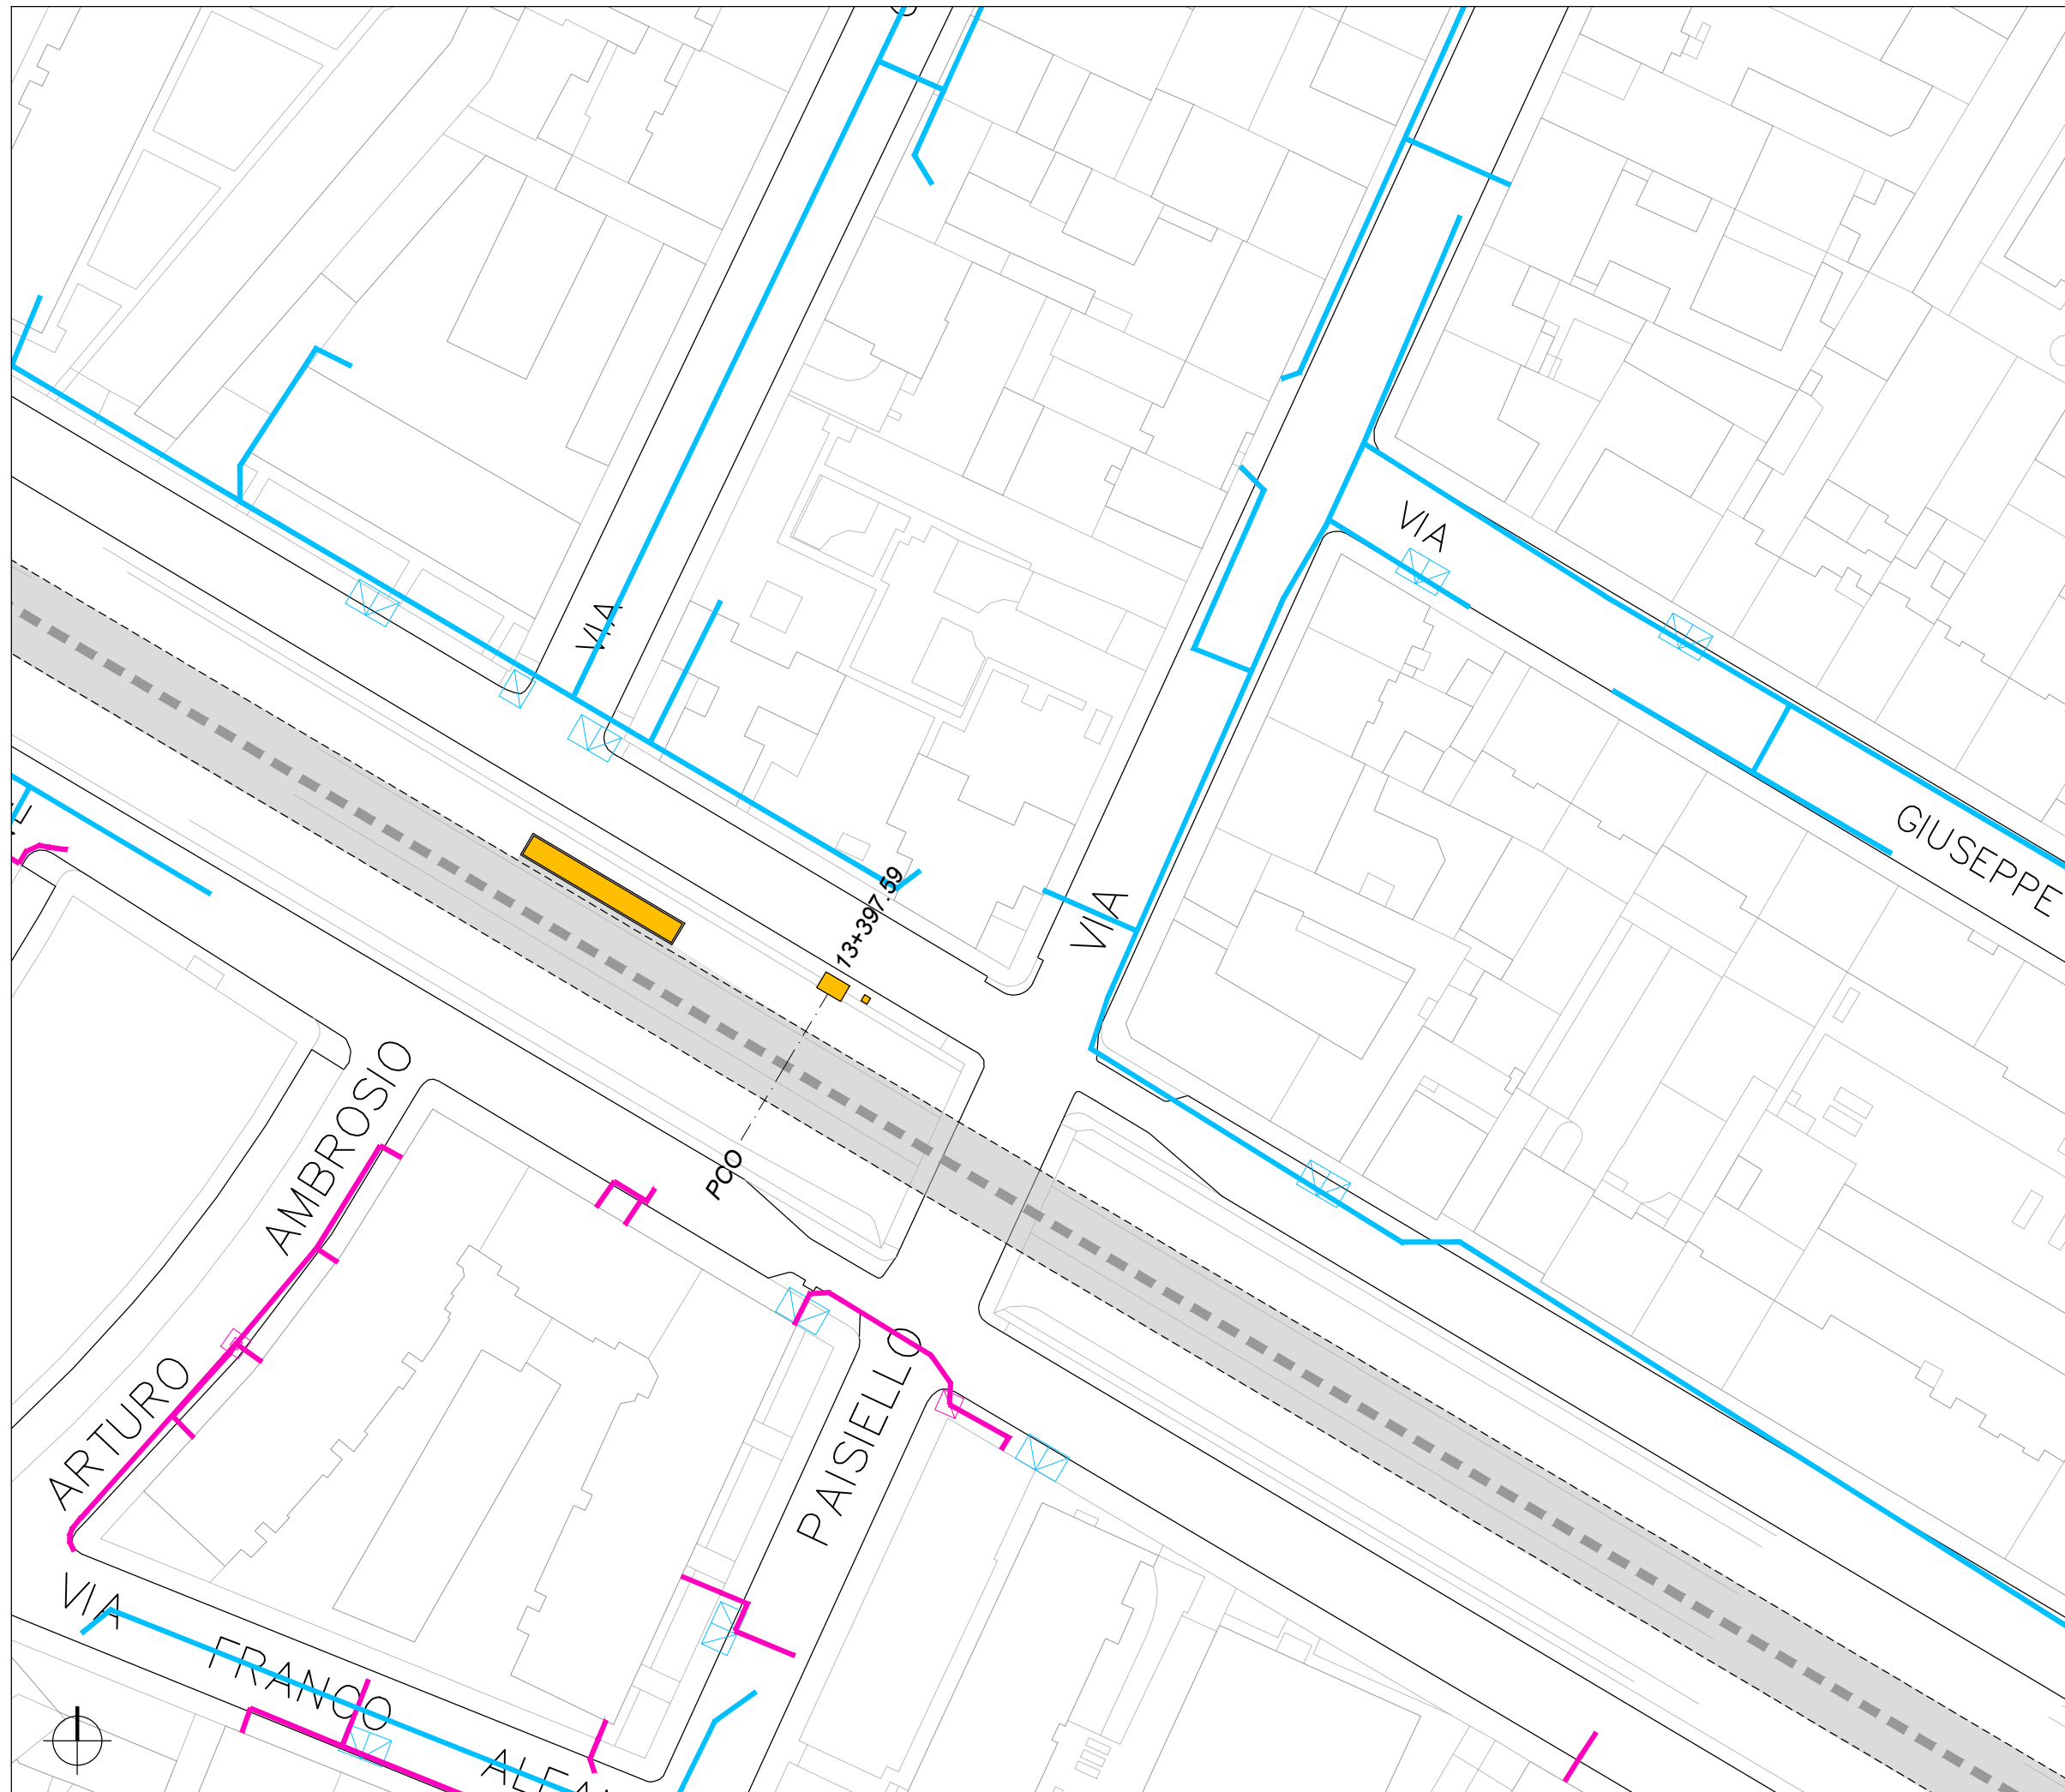 VIA
VIA
GIUSEPPE
VIA
13+397.59
PCO
AMBROSIO
ARTURO
PAISIELLO
VIA
FRANCO